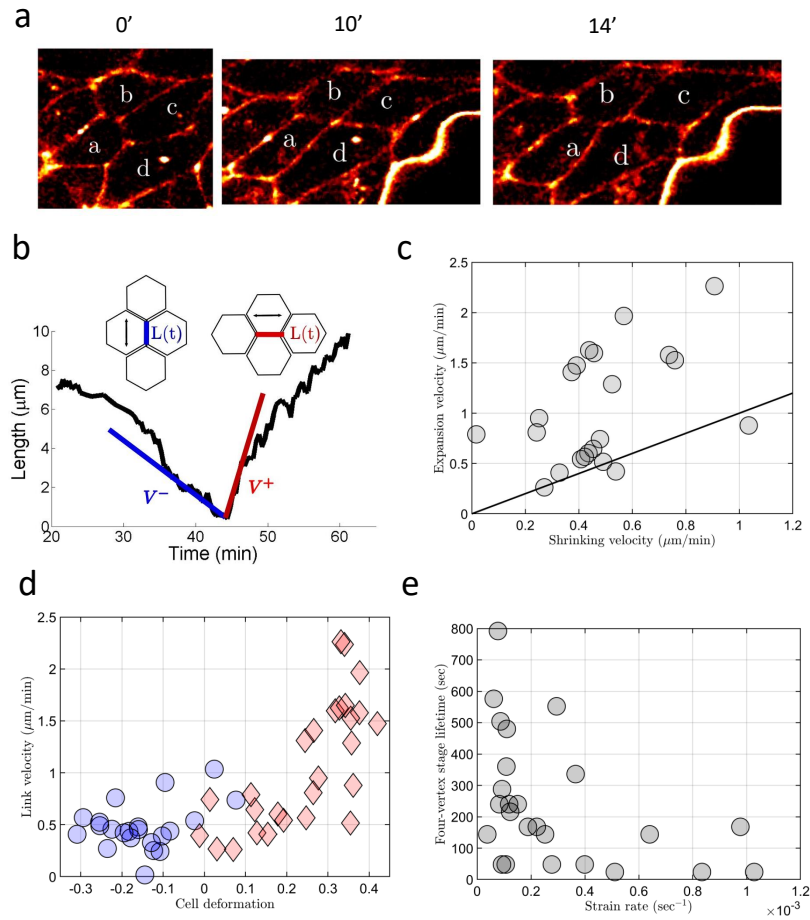 a
0′
10′
14′
b
c
a
d
b
c
a
d
b
c
a
d
b
L(t)
L(t)
V⁻
V⁺
10
8
6
4
2
0
20
30
40
50
60
Length (μm)
Time (min)
c
2.5
2
1.5
1
0.5
0
0
0.2
0.4
0.6
0.8
1
1.2
Expansion velocity (μm/min)
Shrinking velocity (μm/min)
d
2.5
2
1.5
1
0.5
0
-0.3
-0.2
-0.1
0
0.1
0.2
0.3
0.4
Link velocity (μm/min)
Cell deformation
e
800
700
600
500
400
300
200
100
0
0
0.2
0.4
0.6
0.8
1
1.2
×10⁻³
Four-vertex stage lifetime (sec)
Strain rate (sec⁻¹)